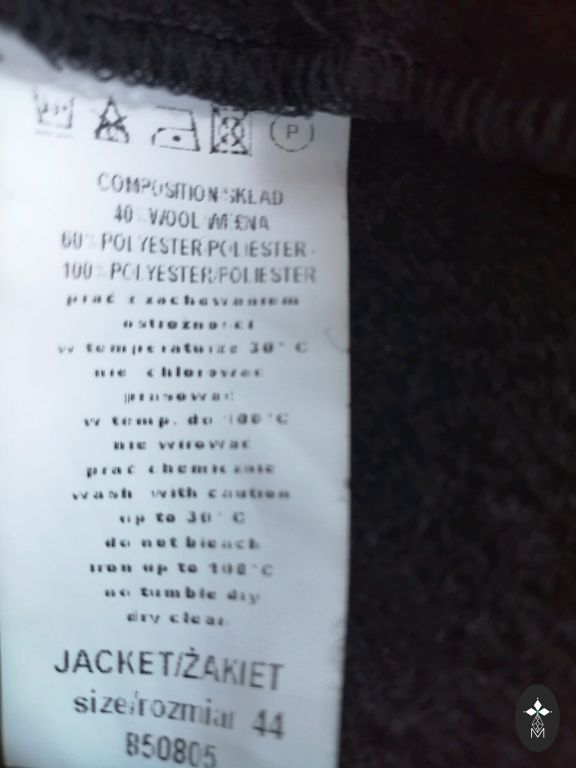 P
COMPOSITION/SKŁAD
40% WOOL/WEŁNA
60% POLYESTER/POLIESTER
100% POLYESTER/POLIESTER
prać z zachowaniem
ostrożności
w temperaturze 30° C
nie chlorować
prasować
w temp. do 100°C
nie wirować
prać chemicznie
wash with caution
up to 30° C
do not bleach
iron up to 100°C
no tumble dry
dry clean
JACKET/ŻAKIET
size/rozmiar 44
B50805
M